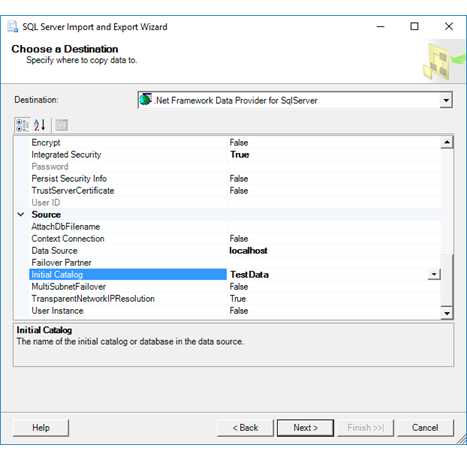 SQL Server Import and Export Wizard
Choose a Destination
Specify where to copy data to.
Destination: .Net Framework Data Provider for SqlServer
Encrypt False
Integrated Security True
Password
Persist Security Info False
TrustServerCertificate False
User ID
Source
AttachDbFilename
Context Connection False
Data Source localhost
Failover Partner
Initial Catalog TestData
MultiSubnetFailover False
TransparentNetworkIPResolution True
User Instance False
Initial Catalog
The name of the initial catalog or database in the data source.
Help < Back Next > Finish >>| Cancel